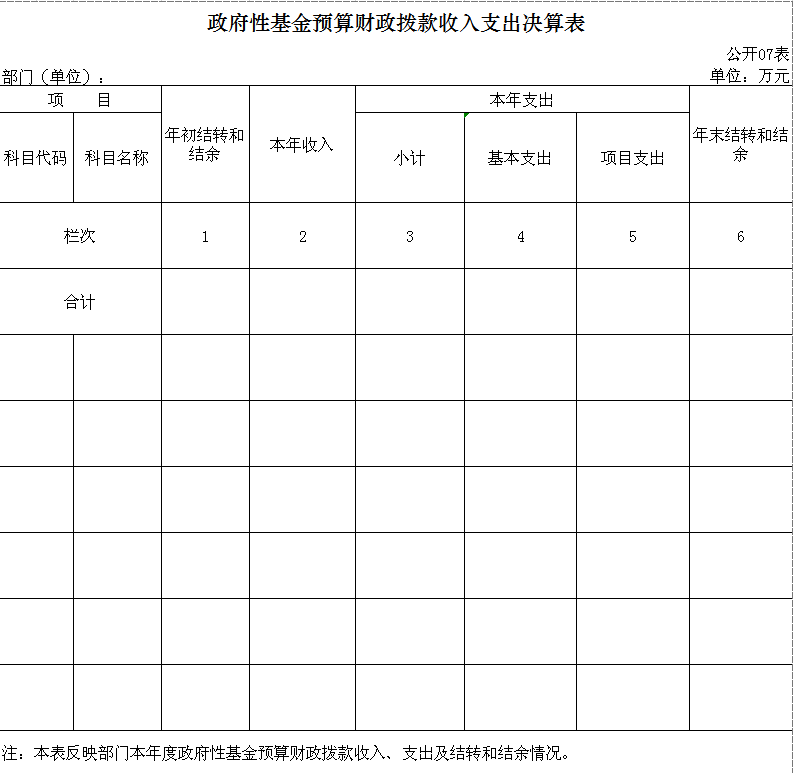 政府性基金预算财政拨款收入支出决算表
公开07表
部门（单位）：
单位：万元
项 目
年初结转和结余
本年收入
本年支出
年末结转和结余
科目代码
科目名称
小计
基本支出
项目支出
栏次 1 2 3 4 5 6
合计
注：本表反映部门本年度政府性基金预算财政拨款收入、支出及结转和结余情况。